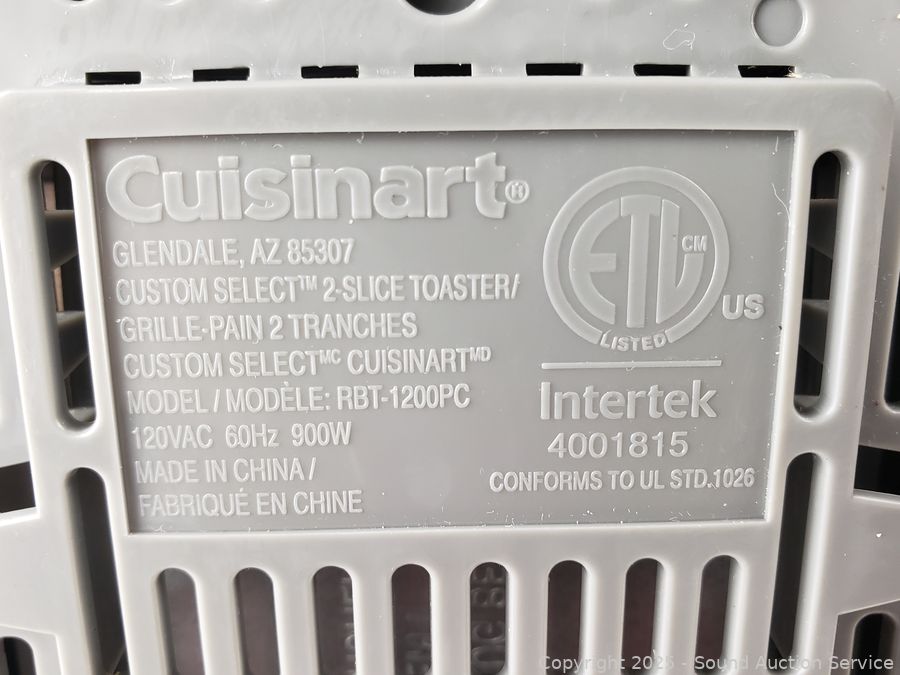 Cuisinart®
GLENDALE, AZ 85307
CUSTOM SELECT™ 2-SLICE TOASTER/
GRILLE-PAIN 2 TRANCHES
CUSTOM SELECTᴹᶜ CUISINARTᴹᴰ
MODEL / MODÈLE: RBT-1200PC
120VAC 60Hz 900W
MADE IN CHINA /
FABRIQUÉ EN CHINE
ETL CM
US
LISTED
Intertek
4001815
CONFORMS TO UL STD.1026
Copyright 2025 - Sound Auction Service